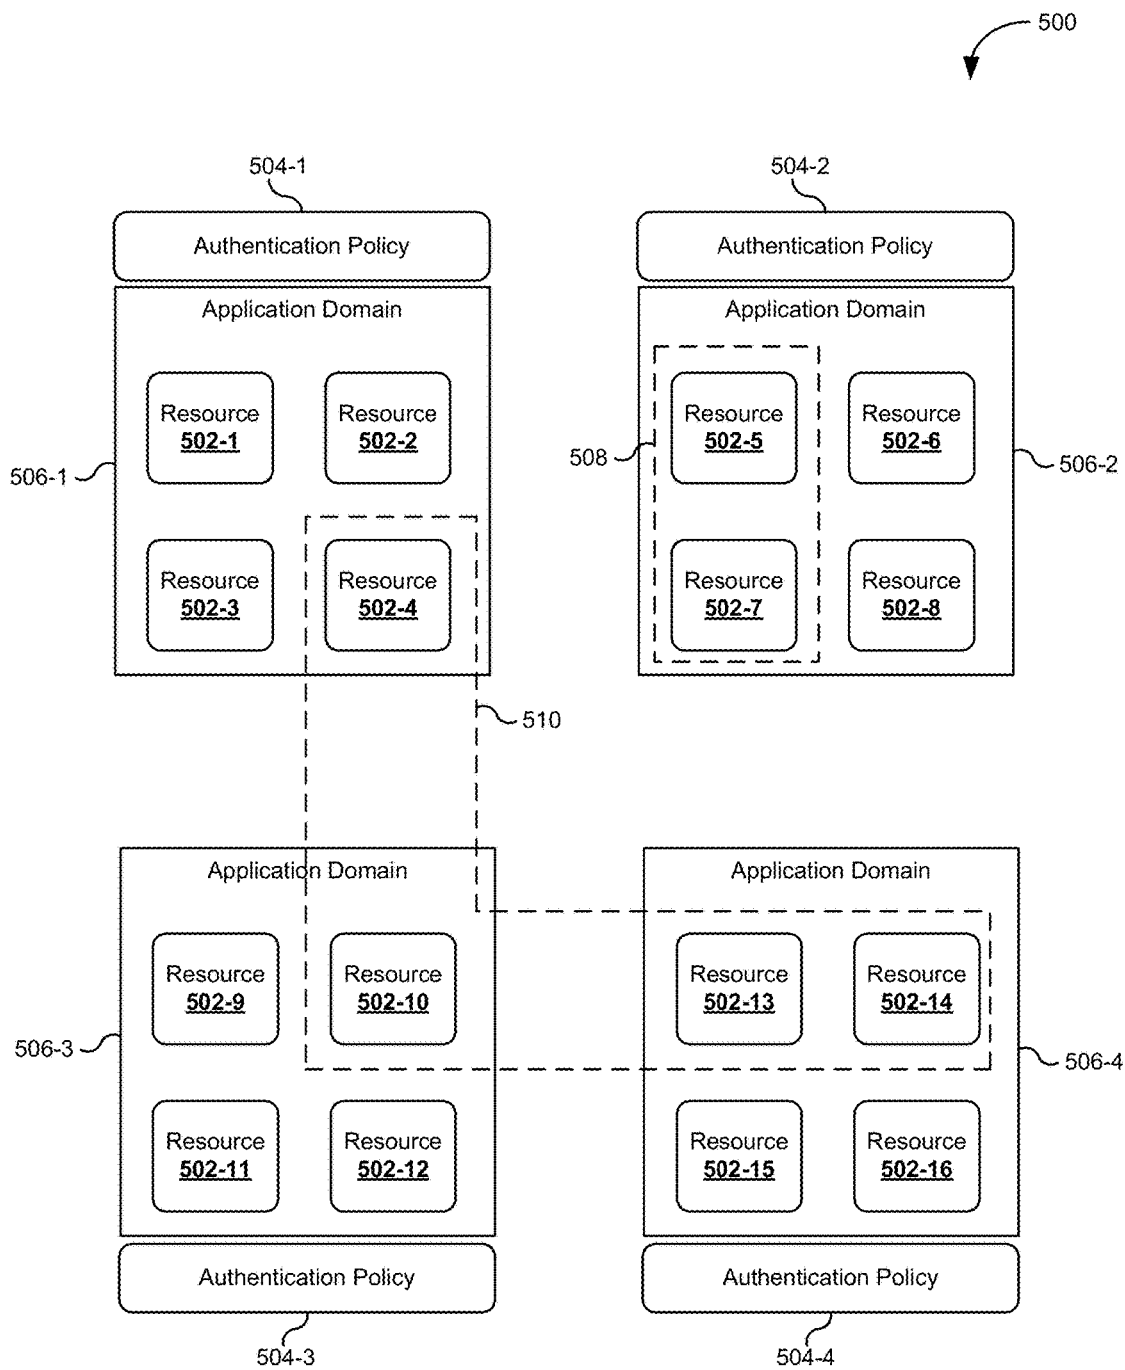 500
504-1
504-2
Authentication Policy
Authentication Policy
Application Domain
Application Domain
Resource
502-1
Resource
502-2
Resource
502-5
Resource
502-6
506-1
508
506-2
Resource
502-3
Resource
502-4
Resource
502-7
Resource
502-8
510
Application Domain
Application Domain
Resource
502-9
Resource
502-10
Resource
502-13
Resource
502-14
506-3
506-4
Resource
502-11
Resource
502-12
Resource
502-15
Resource
502-16
Authentication Policy
Authentication Policy
504-3
504-4